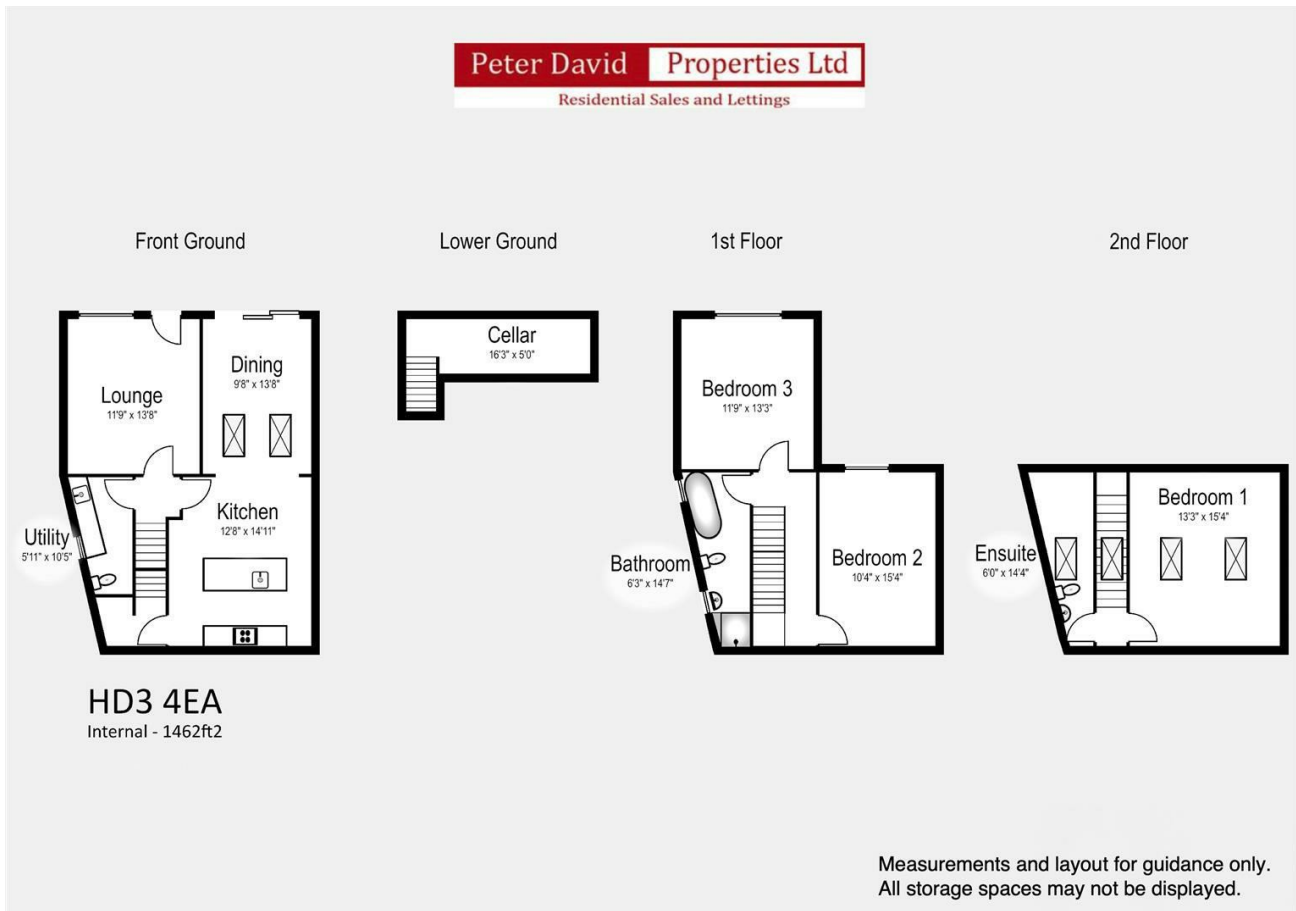 Peter David Properties Ltd
Residential Sales and Lettings
Front Ground
Lower Ground
1st Floor
2nd Floor
Lounge
11'9" x 13'8"
Dining
9'8" x 13'8"
Kitchen
12'8" x 14'11"
Utility
5'11" x 10'5"
Cellar
16'3" x 5'0"
Bedroom 3
11'9" x 13'3"
Bathroom
6'3" x 14'7"
Bedroom 2
10'4" x 15'4"
Ensuite
6'0" x 14'4"
Bedroom 1
13'3" x 15'4"
HD3 4EA
Internal - 1462ft2
Measurements and layout for guidance only.
All storage spaces may not be displayed.